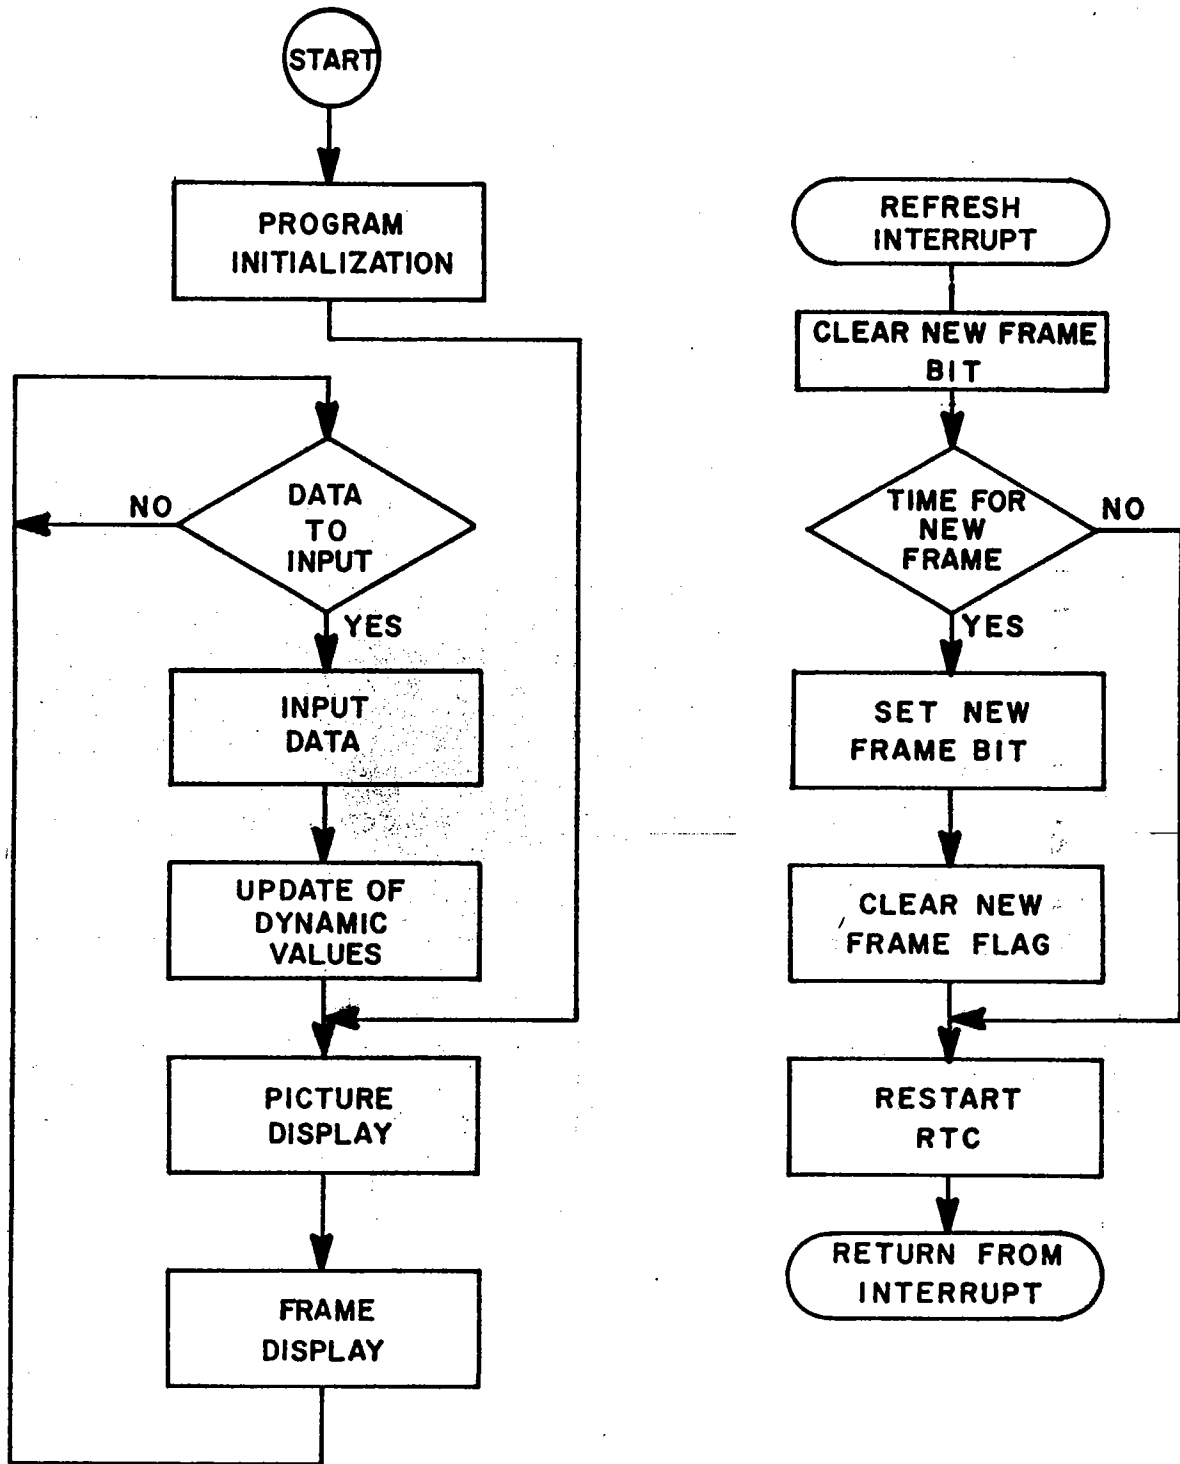 START
PROGRAM
INITIALIZATION
DATA
TO
INPUT
NO
YES
INPUT
DATA
UPDATE OF
DYNAMIC
VALUES
PICTURE
DISPLAY
FRAME
DISPLAY
REFRESH
INTERRUPT
CLEAR NEW FRAME
BIT
TIME FOR
NEW
FRAME
NO
YES
SET NEW
FRAME BIT
CLEAR NEW
FRAME FLAG
RESTART
RTC
RETURN FROM
INTERRUPT